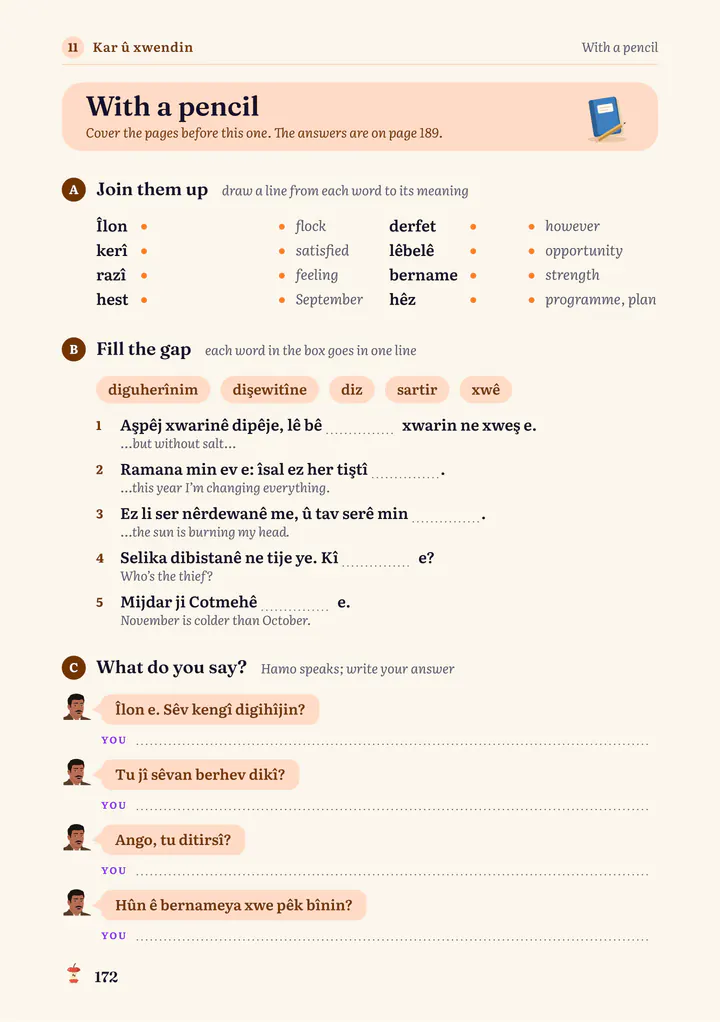 11 Kar û xwendin With a pencil
With a pencil
Cover the pages before this one. The answers are on page 189.
A Join them up draw a line from each word to its meaning
Îlon flock derfet however
kerî satisfied lêbelê opportunity
razî feeling bername strength
hest September hêz programme, plan
B Fill the gap each word in the box goes in one line
diguherînim dişewitîne diz sartir xwê
1 Aşpêj xwarinê dipêje, lê bê ............ xwarin ne xweş e.
...but without salt...
2 Ramana min ev e: îsal ez her tiştî ............ .
...this year I'm changing everything.
3 Ez li ser nêrdewanê me, û tav serê min ............ .
...the sun is burning my head.
4 Selika dibistanê ne tije ye. Kî ............ e?
Who's the thief?
5 Mijdar ji Cotmehê ............ e.
November is colder than October.
C What do you say? Hamo speaks; write your answer
Îlon e. Sêv kengî digihîjin?
YOU
Tu jî sêvan berhev dikî?
YOU
Ango, tu ditirsî?
YOU
Hûn ê bernameya xwe pêk bînin?
YOU
172